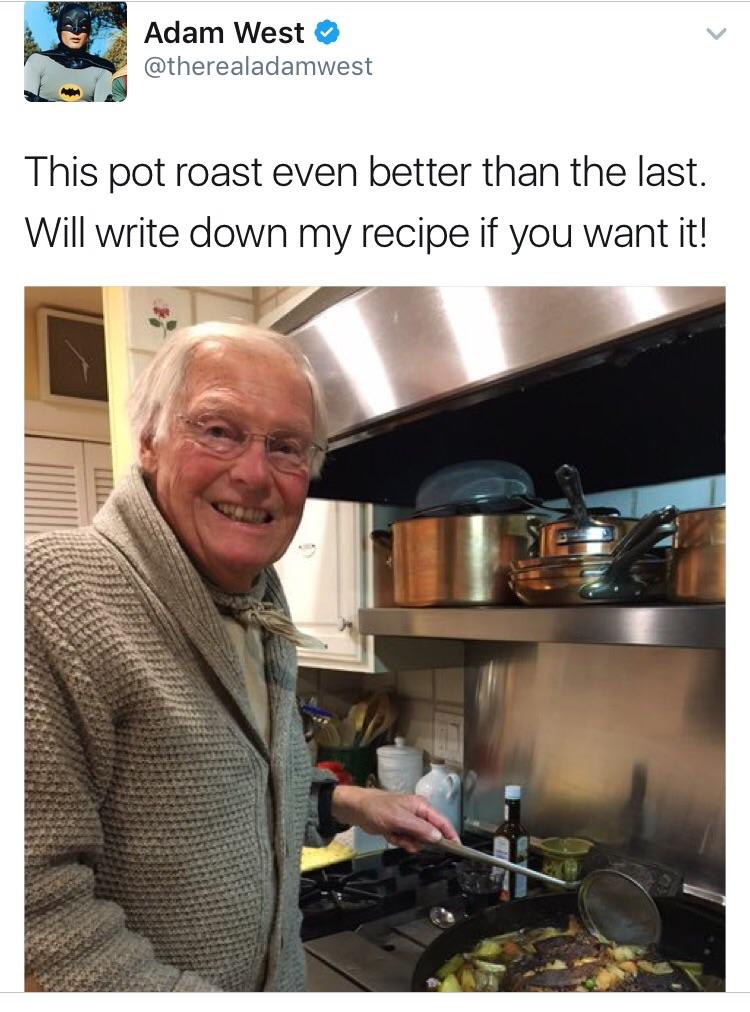 Adam West
@therealadamwest
This pot roast even better than the last.
Will write down my recipe if you want it!